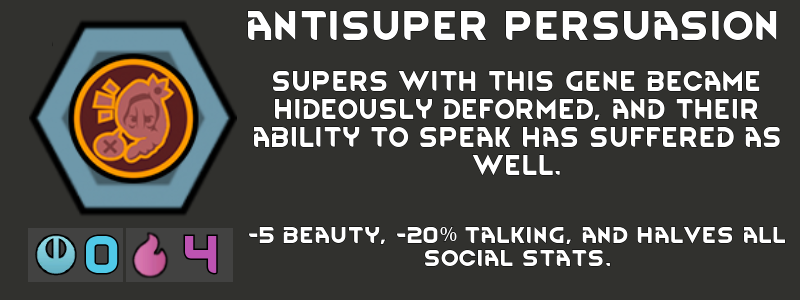 ANTISUPER PERSUASION
SUPERS WITH THIS GENE BECAME
HIDEOUSLY DEFORMED, AND THEIR
ABILITY TO SPEAK HAS SUFFERED AS
WELL.
0 4
-5 BEAUTY, -20% TALKING, AND HALVES ALL
SOCIAL STATS.